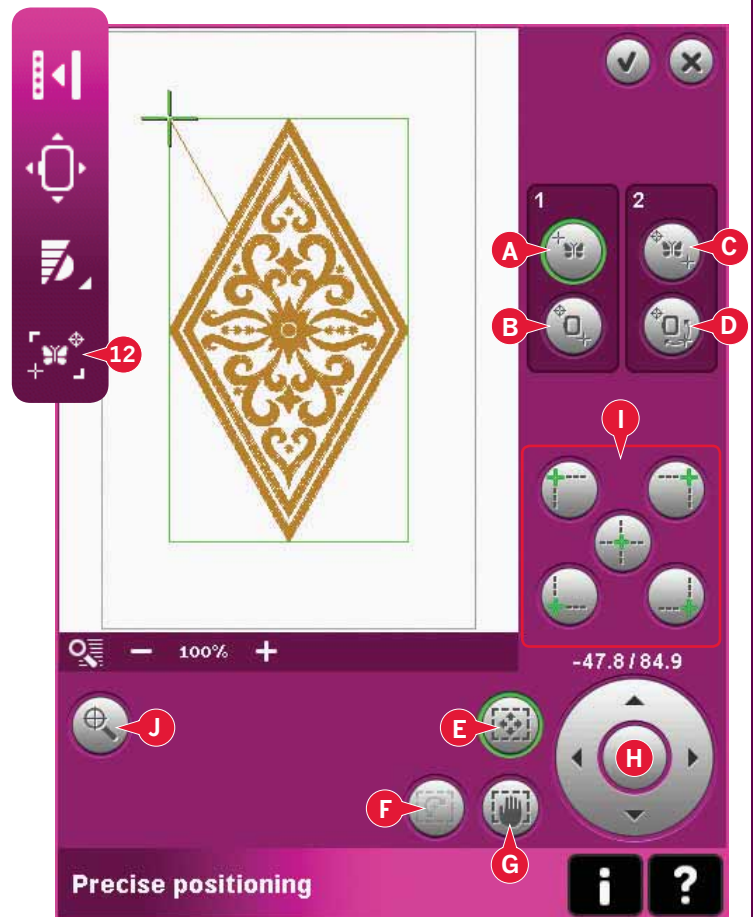 1 2
A C
B D
12
I
100%
-47.8/84.9
J E H
F G
Precise positioning i ?